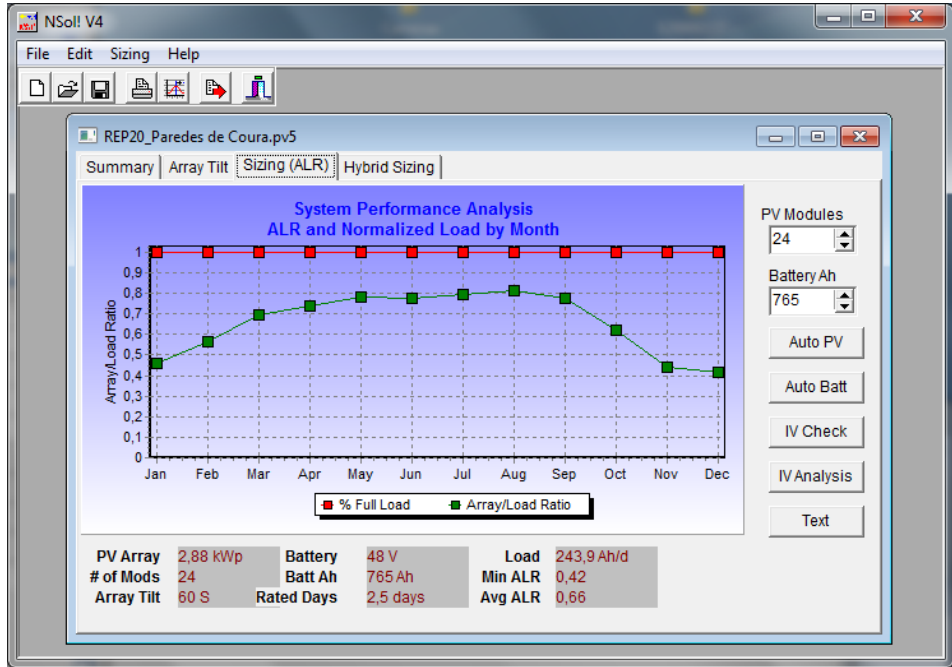 NSol! V4
File Edit Sizing Help
REP20_Paredes de Coura.pv5
Summary Array Tilt Sizing (ALR) Hybrid Sizing
System Performance Analysis
ALR and Normalized Load by Month
Array/Load Ratio
1
0,9
0,8
0,7
0,6
0,5
0,4
0,3
0,2
0,1
0
Jan Feb Mar Apr May Jun Jul Aug Sep Oct Nov Dec
% Full Load Array/Load Ratio
PV Modules
24
Battery Ah
765
Auto PV
Auto Batt
IV Check
IV Analysis
Text
PV Array 2,88 kWp Battery 48 V Load 243,9 Ah/d
# of Mods 24 Batt Ah 765 Ah Min ALR 0,42
Array Tilt 60 S Rated Days 2,5 days Avg ALR 0,66